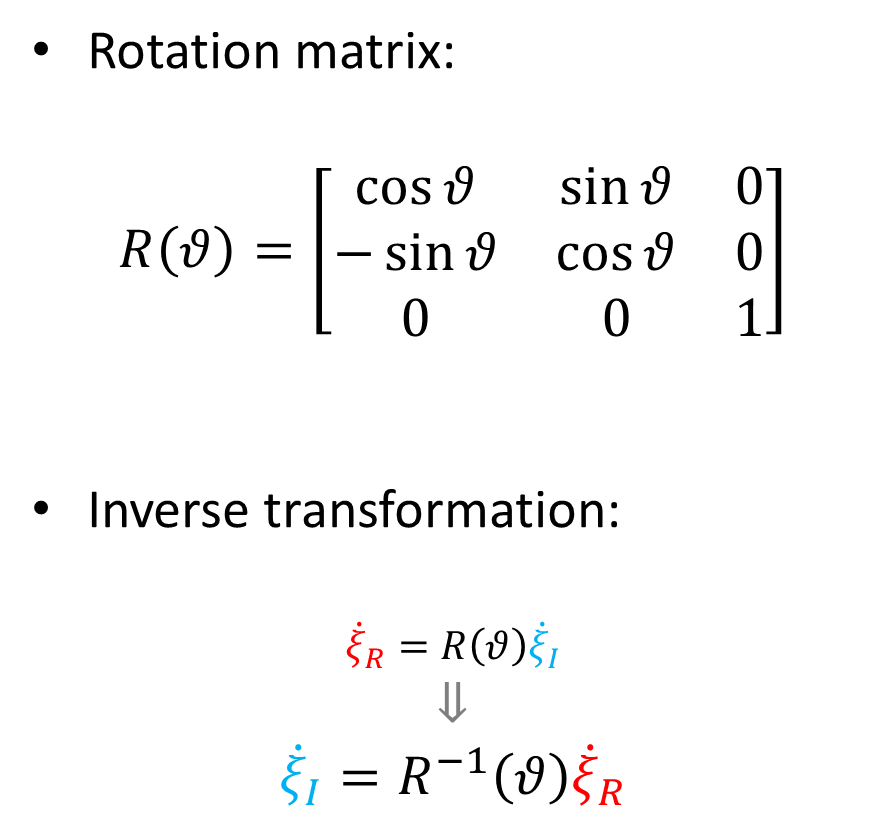 • Rotation matrix:
R(ϑ) = [ cos ϑ sin ϑ 0
− sin ϑ cos ϑ 0
0 0 1 ]
• Inverse transformation:
ξ̇_R = R(ϑ)ξ̇_I
⇓
ξ̇_I = R⁻¹(ϑ)ξ̇_R